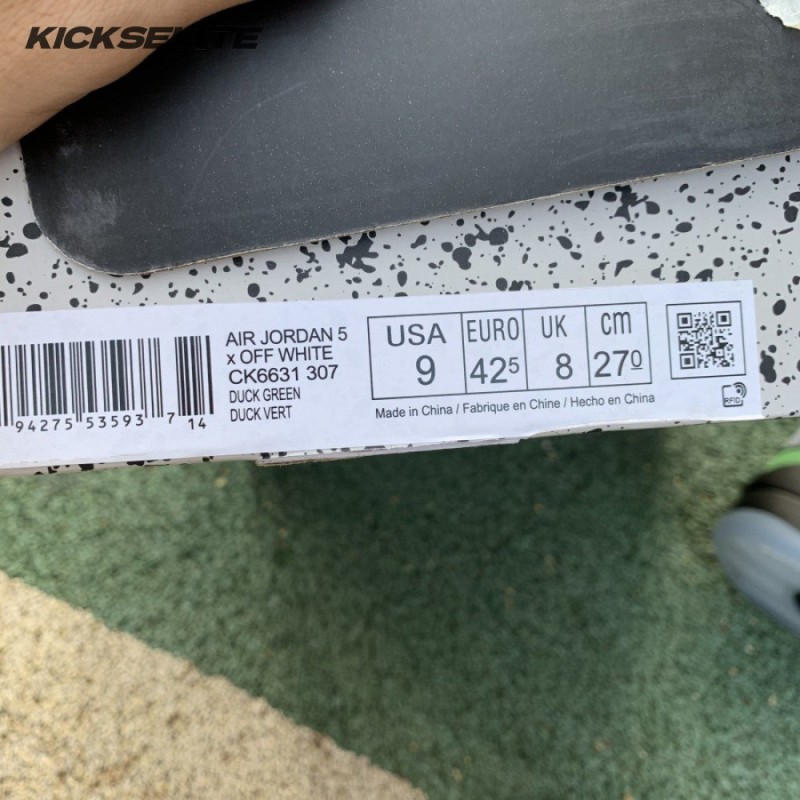 KICKSELITE
AIR JORDAN 5
x OFF WHITE
CK6631 307
DUCK GREEN
DUCK VERT
94275 53593 7 14
USA EURO UK cm
9 42⁵ 8 27⁰
Made in China / Fabrique en Chine / Hecho en China
RFID